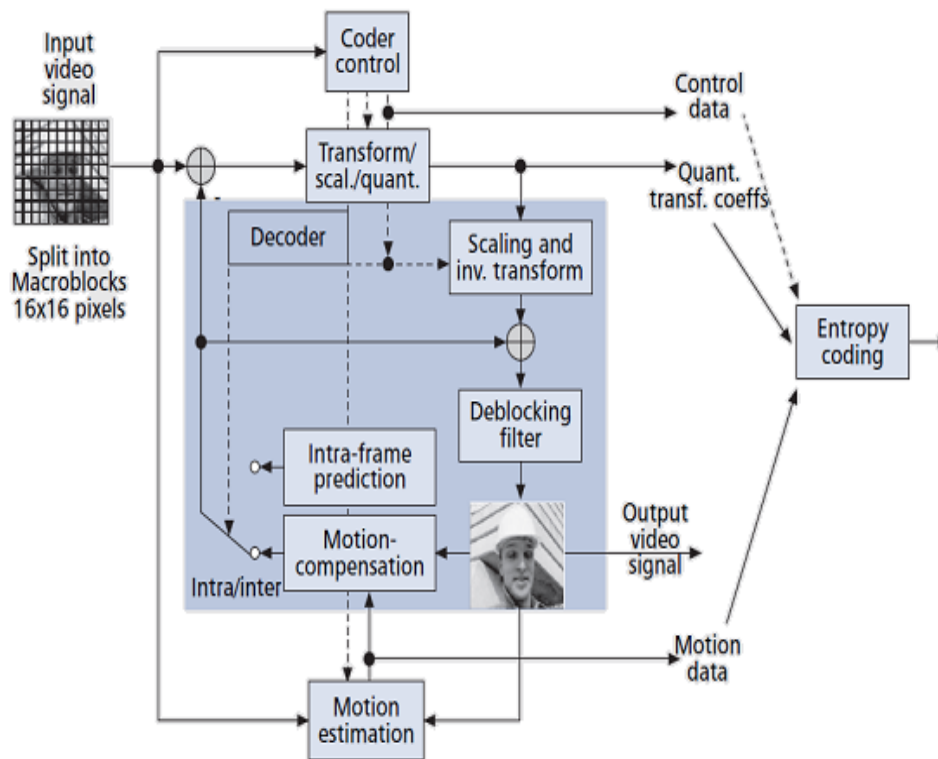 Input
video
signal
Coder
control
Control
data
Transform/
scal./quant.
Quant.
transf. coeffs
Split into
Macroblocks
16x16 pixels
Decoder
Scaling and
inv. transform
Entropy
coding
Deblocking
filter
Intra-frame
prediction
Motion-
compensation
Output
video
signal
Intra/inter
Motion
data
Motion
estimation